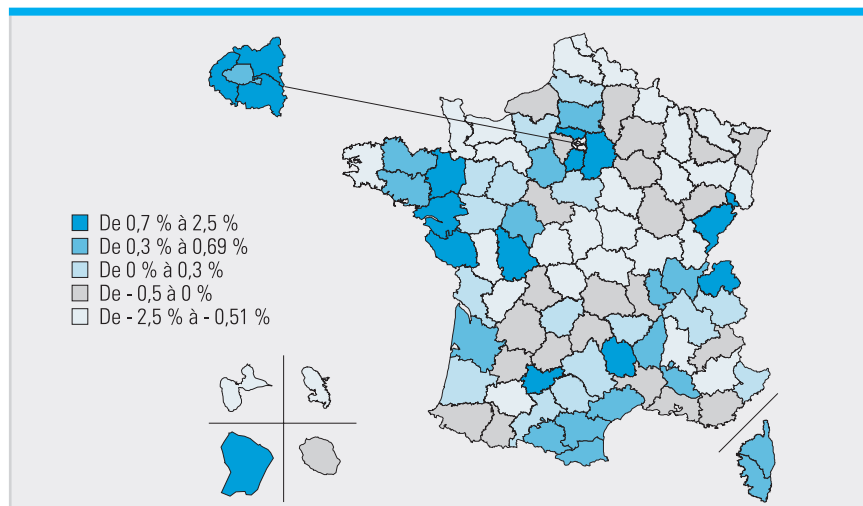 De 0,7 % à 2,5 %
De 0,3 % à 0,69 %
De 0 % à 0,3 %
De - 0,5 à 0 %
De - 2,5 % à - 0,51 %